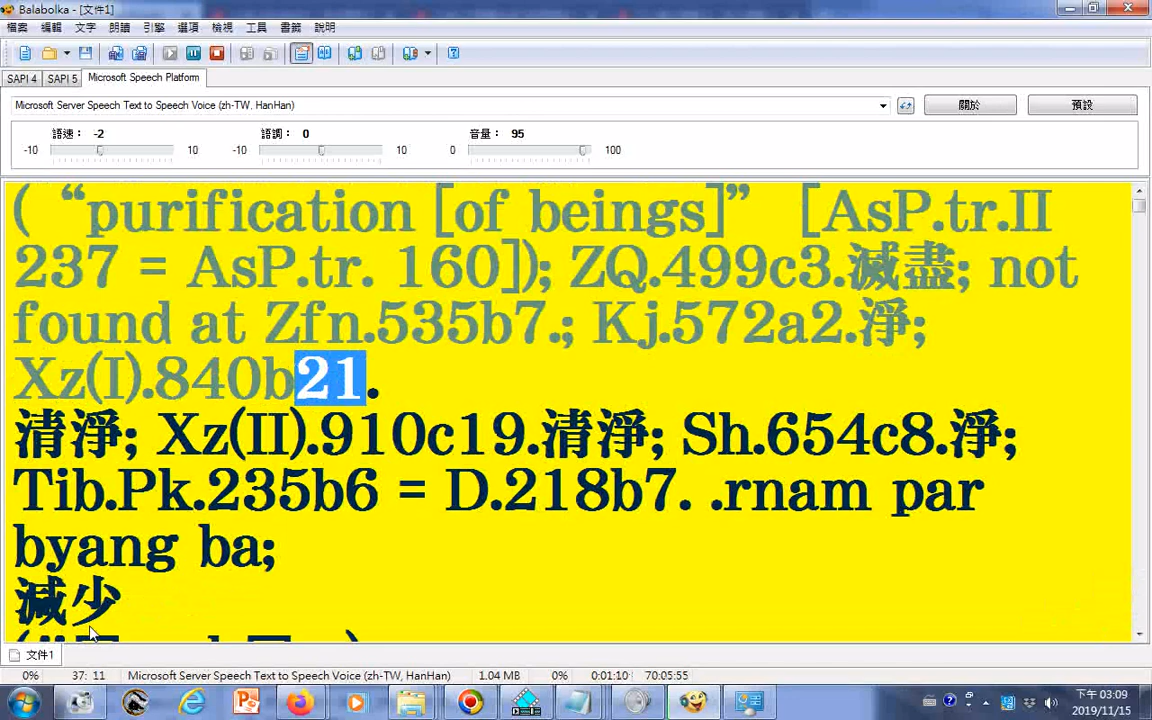 Balabolka - [文件1]
檔案 編輯 文字 朗讀 引擎 選項 檢視 工具 書籤 說明
SAPI 4 SAPI 5 Microsoft Speech Platform
Microsoft Server Speech Text to Speech Voice (zh-TW, HanHan) 關於 預設
語速： -2 語調： 0 音量： 95
-10 10 -10 10 0 100
(“purification [of beings]” [AsP.tr.II
237 = AsP.tr. 160]); ZQ.499c3.滅盡; not
found at Zfn.535b7.; Kj.572a2.淨;
Xz(I).840b21.
清淨; Xz(II).910c19.清淨; Sh.654c8.淨;
Tib.Pk.235b6 = D.218b7. .rnam par
byang ba;
減少
文件1
0% 37: 11 Microsoft Server Speech Text to Speech Voice (zh-TW, HanHan) 1.04 MB 0% 0:01:10 70:05:55
下午 03:09
2019/11/15